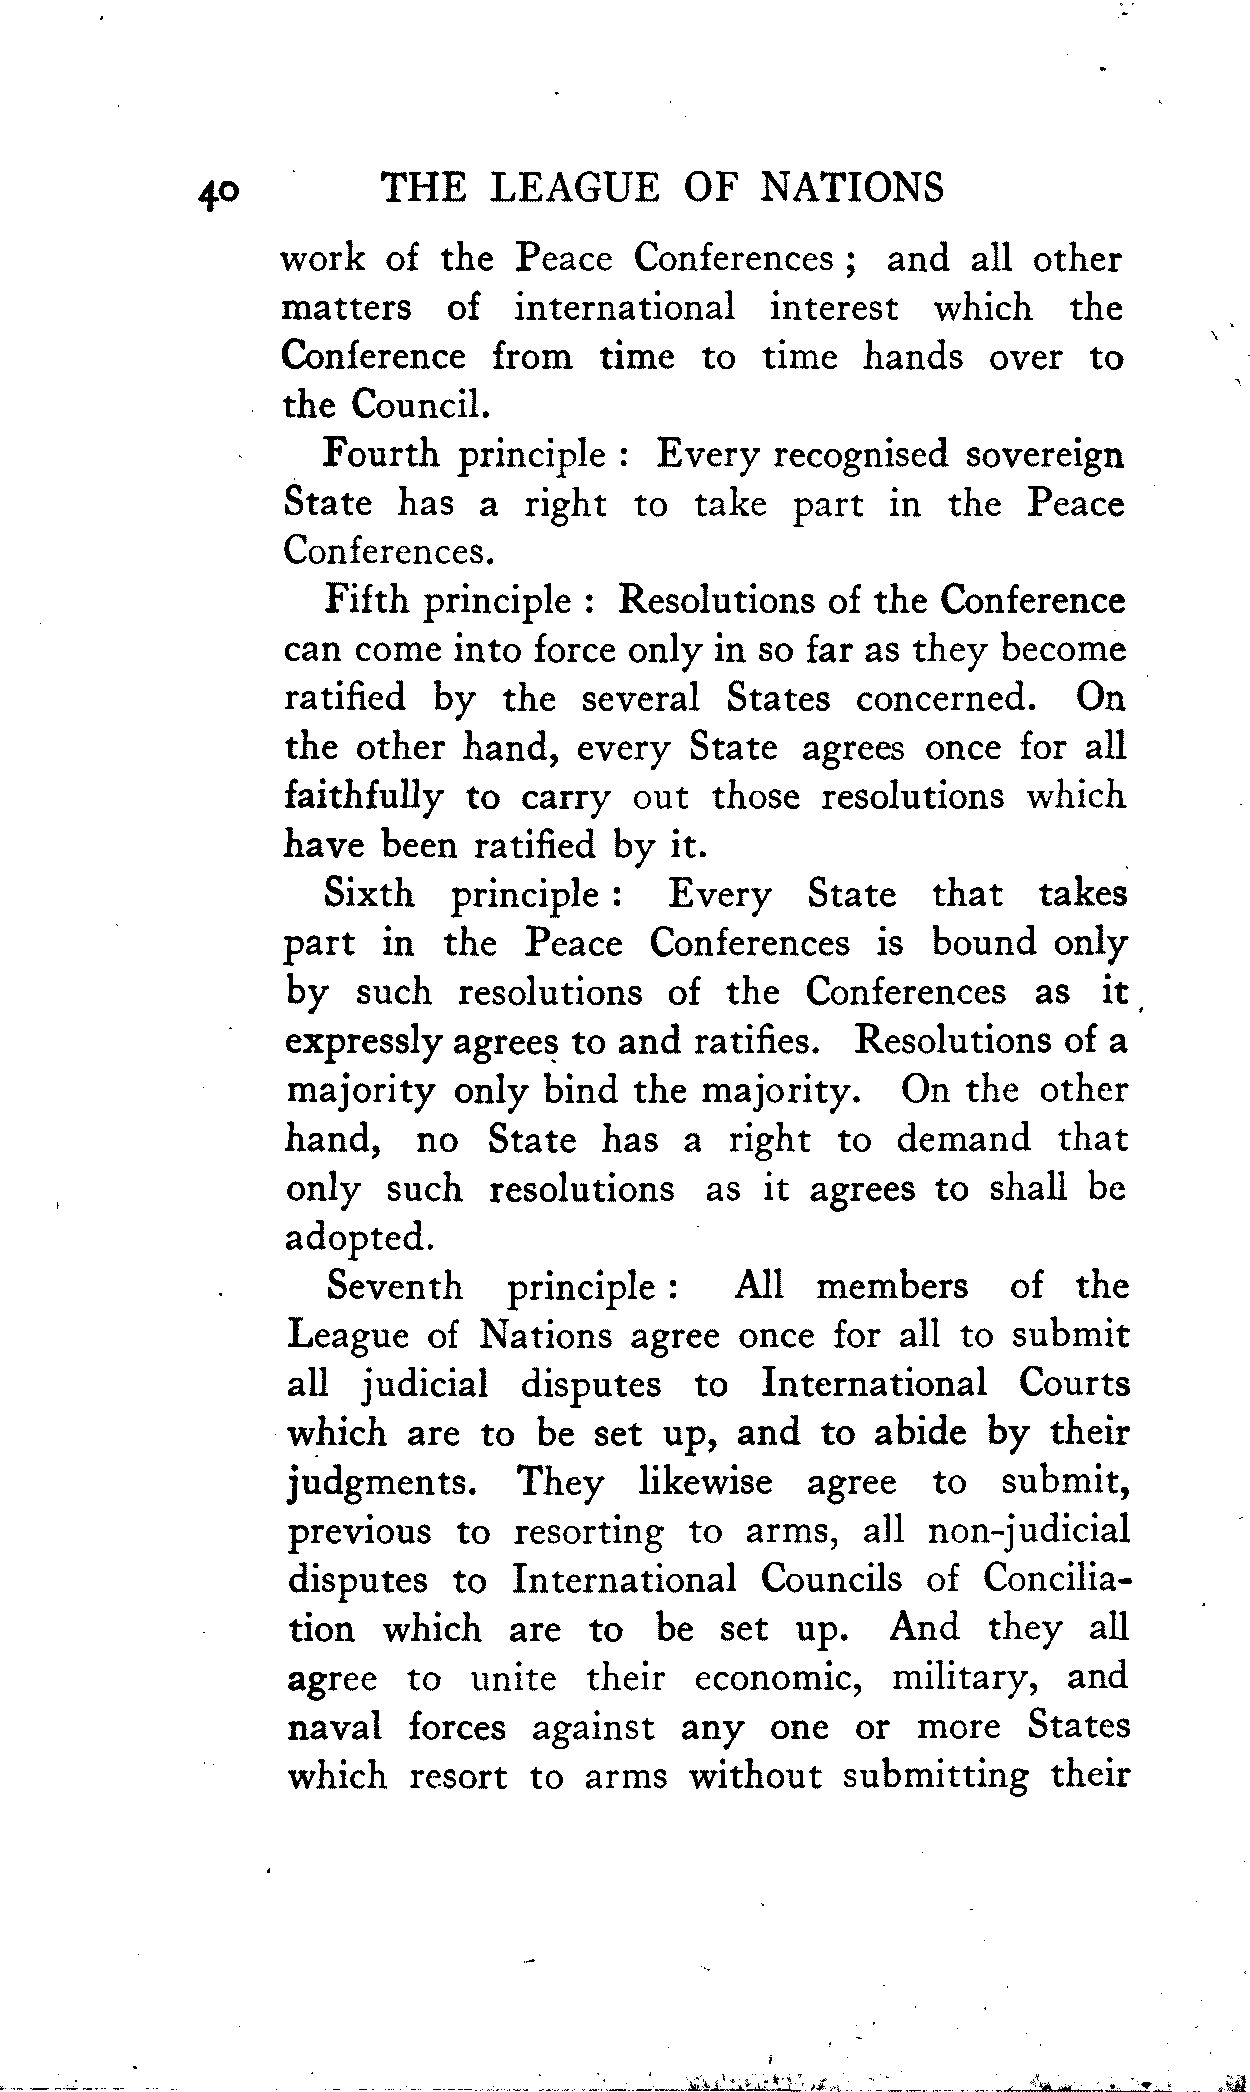 40 THE LEAGUE OF NATIONS
work of the Peace Conferences ; and all other
matters of international interest which the
Conference from time to time hands over to
the Council.
Fourth principle : Every recognised sovereign
State has a right to take part in the Peace
Conferences.
Fifth principle : Resolutions of the Conference
can come into force only in so far as they become
ratified by the several States concerned. On
the other hand, every State agrees once for all
faithfully to carry out those resolutions which
have been ratified by it.
Sixth principle : Every State that takes
part in the Peace Conferences is bound only
by such resolutions of the Conferences as it
expressly agrees to and ratifies. Resolutions of a
majority only bind the majority. On the other
hand, no State has a right to demand that
only such resolutions as it agrees to shall be
adopted.
Seventh principle : All members of the
League of Nations agree once for all to submit
all judicial disputes to International Courts
which are to be set up, and to abide by their
judgments. They likewise agree to submit,
previous to resorting to arms, all non-judicial
disputes to International Councils of Concilia-
tion which are to be set up. And they all
agree to unite their economic, military, and
naval forces against any one or more States
which resort to arms without submitting their